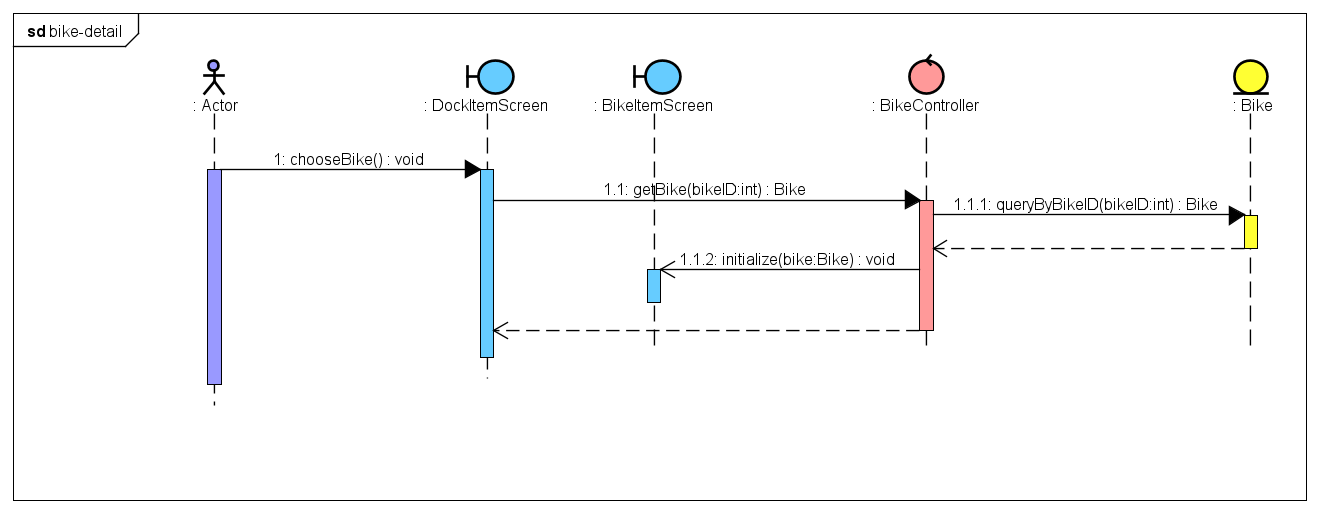 sd bike-detail
: Actor
: DockItemScreen
: BikeItemScreen
: BikeController
: Bike
1: chooseBike() : void
1.1: getBike(bikeID:int) : Bike
1.1.1: queryByBikeID(bikeID:int) : Bike
1.1.2: initialize(bike:Bike) : void